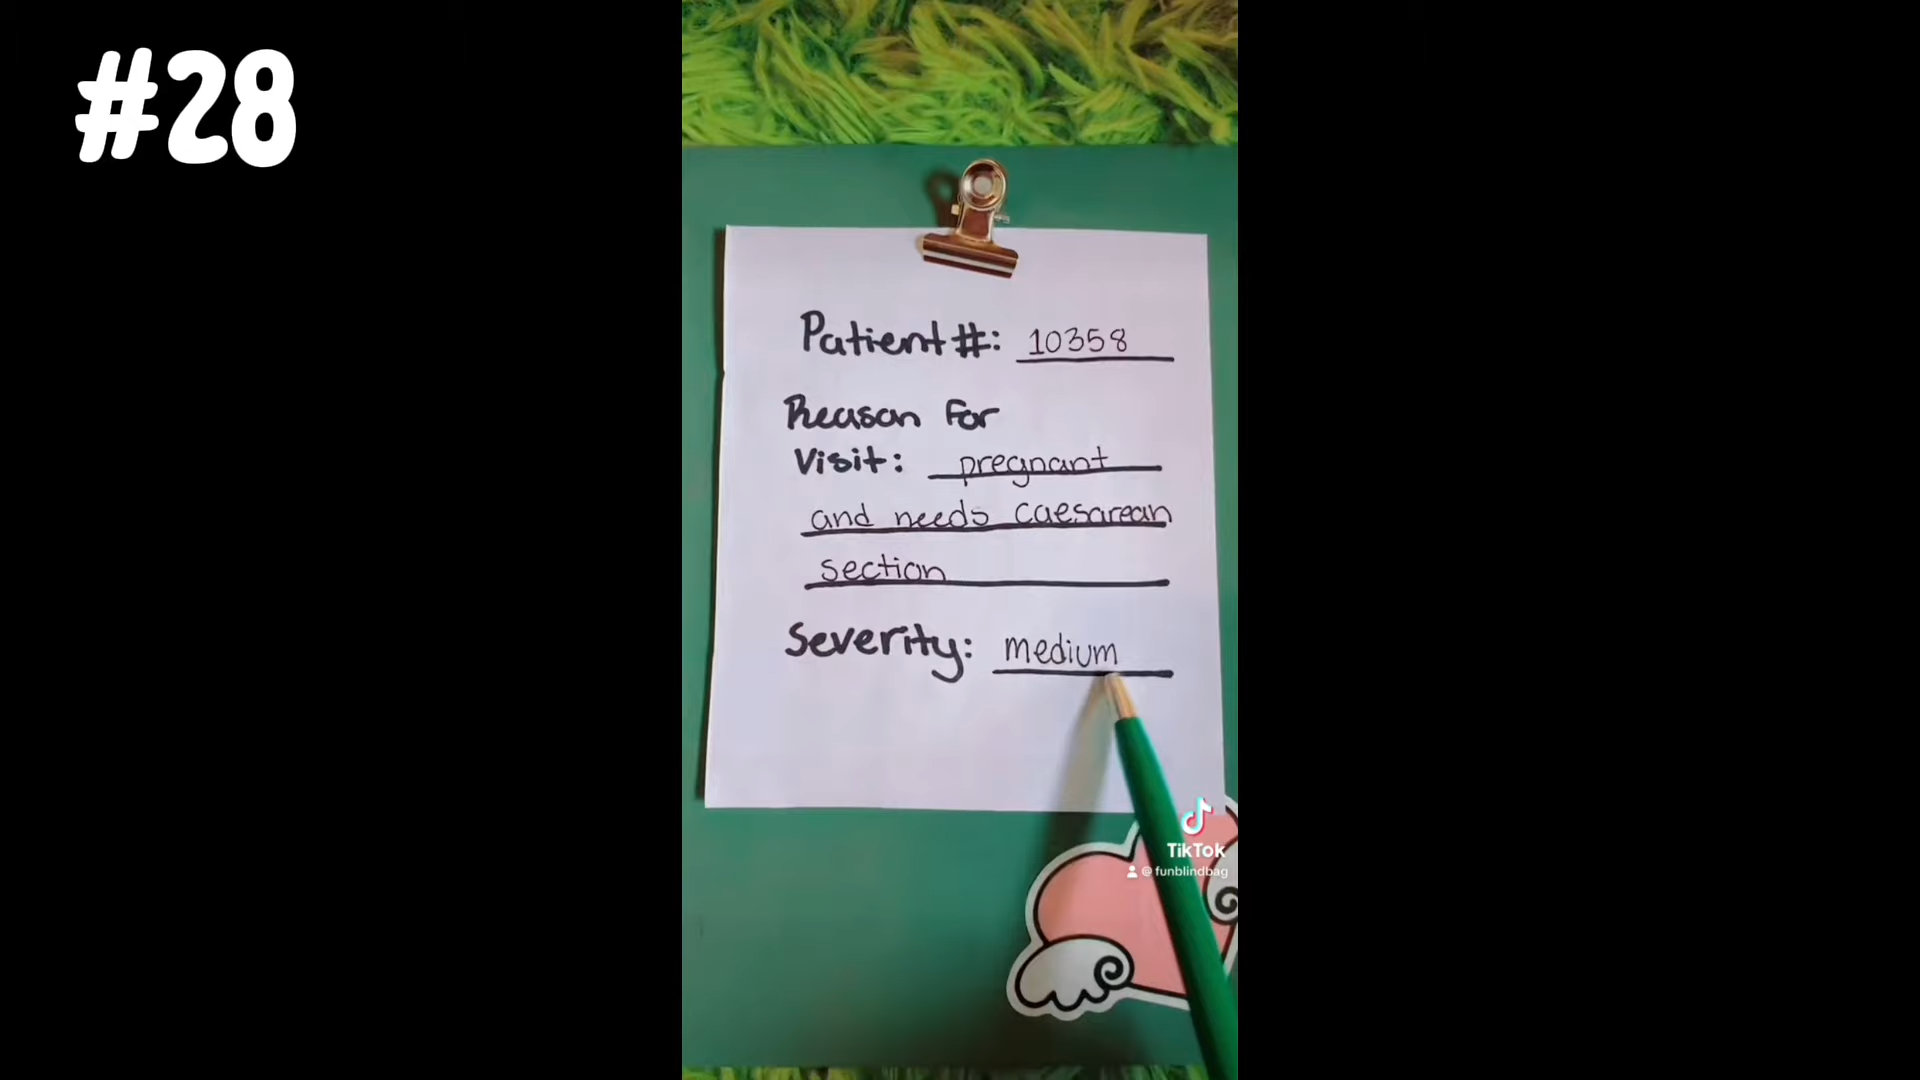 #28
Patient#: 10358
Reason For
Visit: pregnant
and needs caesarean
section
Severity: medium
TikTok
@funblindbag